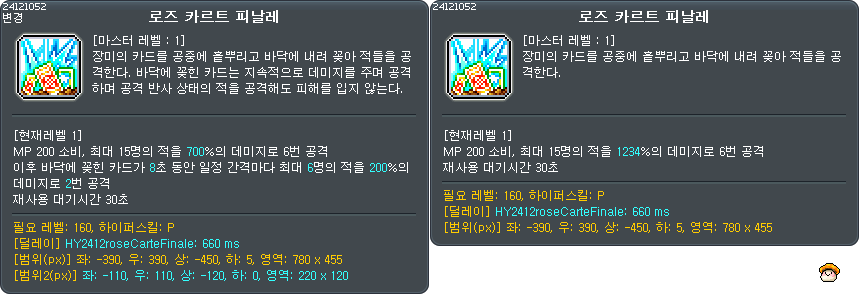 24121052
변경
로즈 카르트 피날레
[마스터 레벨 : 1]
장미의 카드를 공중에 흩뿌리고 바닥에 내려 꽂아 적들을 공
격한다. 바닥에 꽂힌 카드는 지속적으로 데미지를 주며 공격
하며 공격 반사 상태의 적을 공격해도 피해를 입지 않는다.
[현재레벨 1]
MP 200 소비, 최대 15명의 적을 700%의 데미지로 6번 공격
이후 바닥에 꽂힌 카드가 8초 동안 일정 간격마다 최대 6명의 적을 200%의
데미지로 2번 공격
재사용 대기시간 30초
필요 레벨: 160, 하이퍼스킬: P
[딜레이] HY2412roseCarteFinale: 660 ms
[범위(px)] 좌: -390, 우: 390, 상: -450, 하: 5, 영역: 780 x 455
[범위2(px)] 좌: -110, 우: 110, 상: -120, 하: 0, 영역: 220 x 120
24121052
로즈 카르트 피날레
[마스터 레벨 : 1]
장미의 카드를 공중에 흩뿌리고 바닥에 내려 꽂아 적들을 공
격한다.
[현재레벨 1]
MP 200 소비, 최대 15명의 적을 1234%의 데미지로 6번 공격
재사용 대기시간 30초
필요 레벨: 160, 하이퍼스킬: P
[딜레이] HY2412roseCarteFinale: 660 ms
[범위(px)] 좌: -390, 우: 390, 상: -450, 하: 5, 영역: 780 x 455